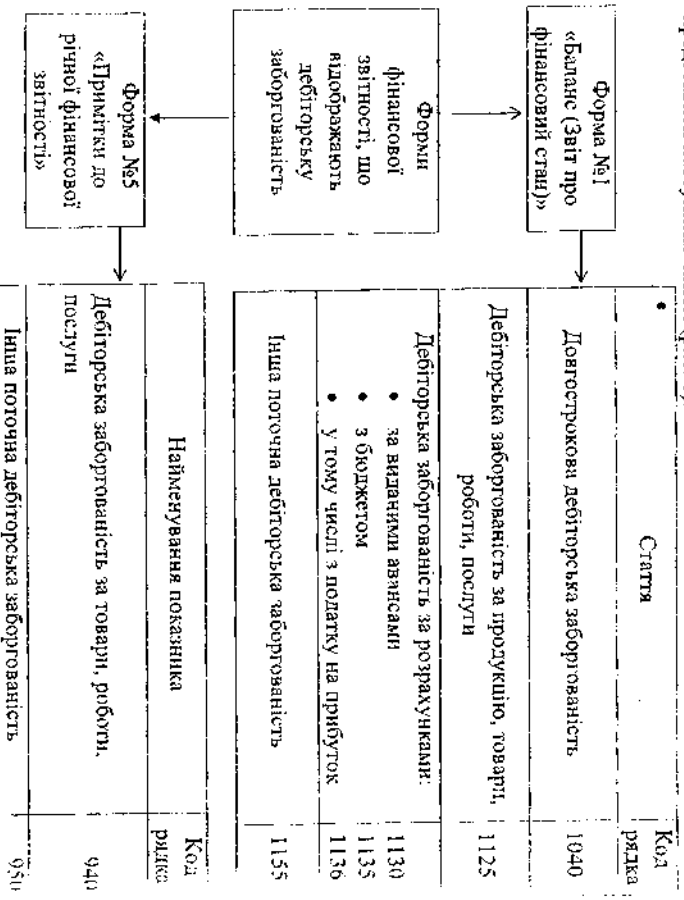 Форми
фінансової
звітності, що
відображають
дебіторську
заборгованість
Форма №1
«Баланс (Звіт про
фінансовий стан)»
Стаття
Код
рядка
Довгострокова дебіторська заборгованість
1040
Дебіторська заборгованість за продукцію, товари,
роботи, послуги
1125
Дебіторська заборгованість за розрахунками:
• за виданими авансами
1130
• з бюджетом
1135
• у тому числі з податку на прибуток
1136
Інша поточна дебіторська заборгованість
1155
Форма №5
«Примітки до
річної фінансової
звітності»
Найменування показника
Код
рядка
Дебіторська заборгованість за товари, роботи,
послуги
940
Інша поточна дебіторська заборгованість
950